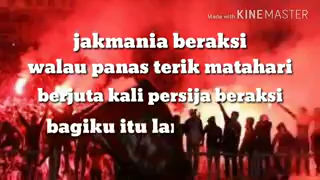 Made with KINEMASTER
jakmania beraksi
walau panas terik matahari
berjuta kali persija beraksi
bagiku itu